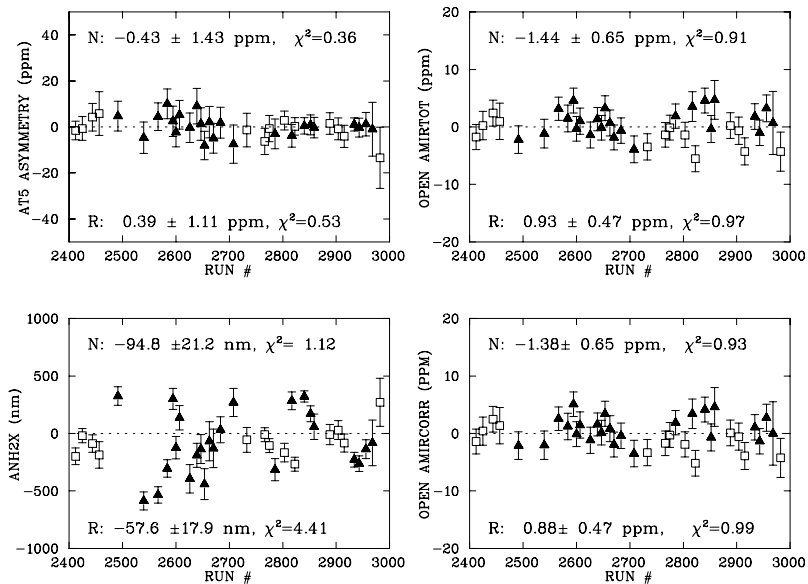 N: −0.43 ± 1.43 ppm, χ²=0.36
R: 0.39 ± 1.11 ppm, χ²=0.53
AT5 ASYMMETRY (ppm)
40
20
0
−20
−40
2400 2500 2600 2700 2800 2900 3000
RUN #
N: −1.44 ± 0.65 ppm, χ²=0.91
R: 0.93 ± 0.47 ppm, χ²=0.97
OPEN AMIRTOT (ppm)
20
10
0
−10
−20
2400 2500 2600 2700 2800 2900 3000
RUN #
N: −94.8 ±21.2 nm, χ²= 1.12
R: −57.6 ±17.9 nm, χ²=4.41
ANH2X (nm)
1000
500
0
−500
−1000
2400 2500 2600 2700 2800 2900 3000
RUN #
N: −1.38± 0.65 ppm, χ²=0.93
R: 0.88± 0.47 ppm, χ²=0.99
OPEN AMIRCORR (PPM)
20
10
0
−10
−20
2400 2500 2600 2700 2800 2900 3000
RUN #